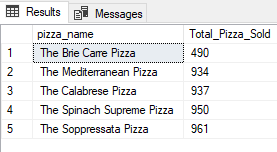 Results Messages
pizza_name Total_Pizza_Sold
1 The Brie Carre Pizza 490
2 The Mediterranean Pizza 934
3 The Calabrese Pizza 937
4 The Spinach Supreme Pizza 950
5 The Soppressata Pizza 961